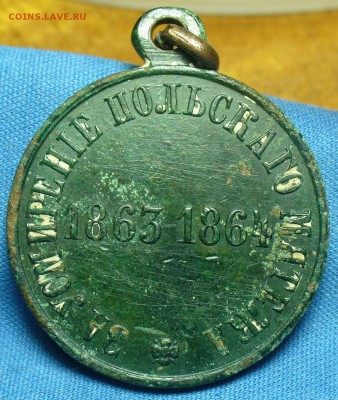 COINS.LAVE.RU
ЗА УСМИРЕНІЕ ПОЛЬСКАГО МЯТЕЖА
1863-1864